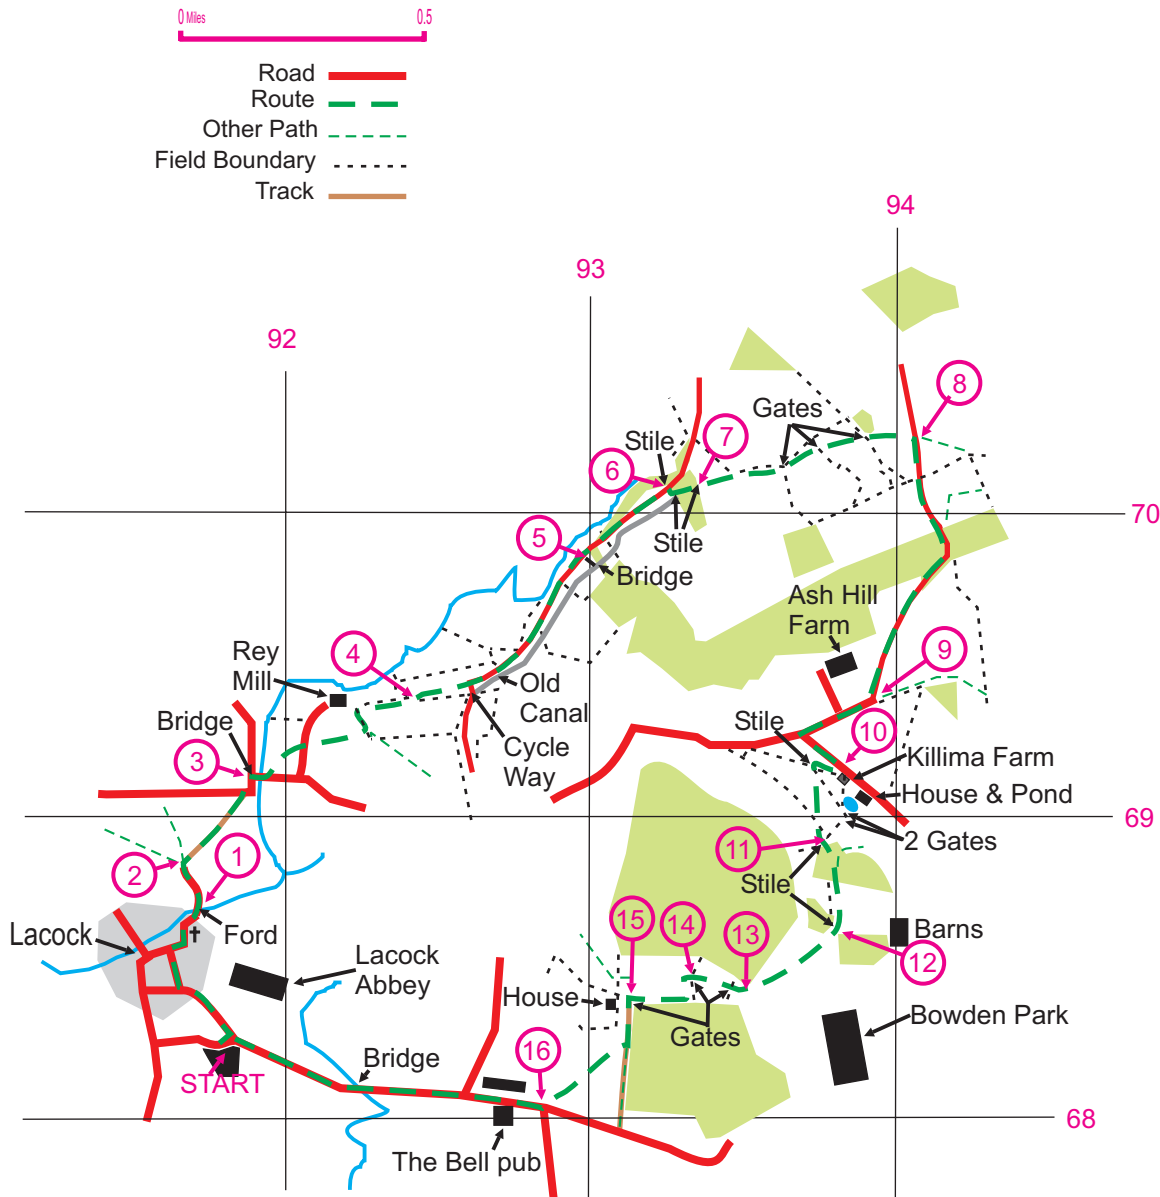 0 Miles 0.5
Road
Route
Other Path
Field Boundary
Track
94
93
92
8
Gates
7
Stile
6
70
5
Stile
Bridge
Ash Hill
Farm
4
9
Rey
Mill
Old
Canal
Stile
10
Bridge
Cycle
Way
Killima Farm
3
House & Pond
69
2 Gates
1
11
2
Stile
15
14
13
Lacock
Ford
Barns
12
Lacock
Abbey
House
Bowden Park
Gates
16
Bridge
START
68
The Bell pub